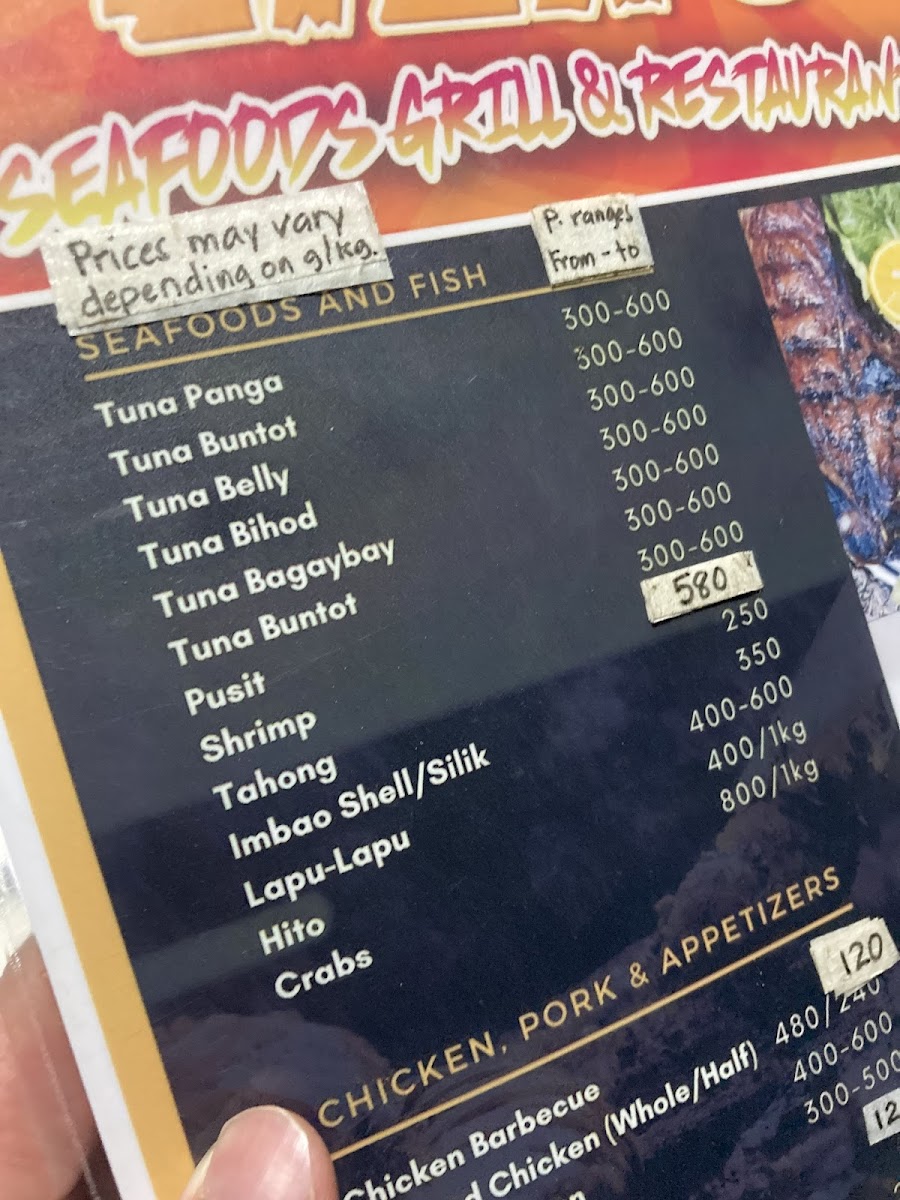 SEAFOODS GRILL & RESTAURANT
Prices may vary
depending on g/kg.
P. ranges
From - to
SEAFOODS AND FISH
Tuna Panga 300-600
Tuna Buntot 300-600
Tuna Belly 300-600
Tuna Bihod 300-600
Tuna Bagaybay 300-600
Tuna Buntot 300-600
Pusit 300-600
Shrimp 580
Tahong 250
Imbao Shell/Silik 350
Lapu-Lapu 400-600
Hito 400/1kg
Crabs 800/1kg
CHICKEN, PORK & APPETIZERS
Chicken Barbecue 120
Chicken (Whole/Half) 480/240
400-600
300-500